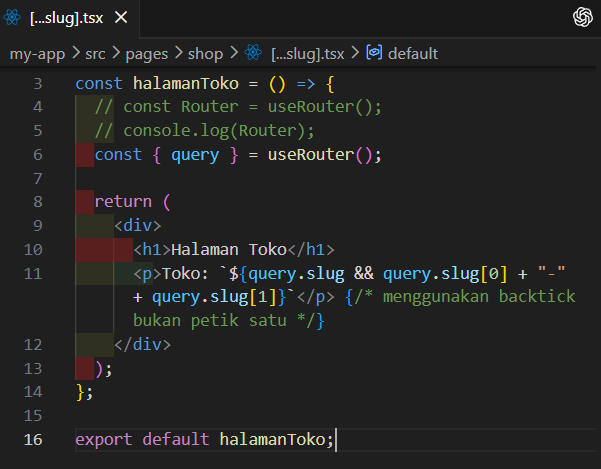 [...slug].tsx
my-app > src > pages > shop > [...slug].tsx > default
3 const halamanToko = () => {
4 // const Router = useRouter();
5 // console.log(Router);
6 const { query } = useRouter();
7
8 return (
9 <div>
10 <h1>Halaman Toko</h1>
11 <p>Toko: `${query.slug && query.slug[0] + "-"
+ query.slug[1]}`</p> {/* menggunakan backtick
bukan petik satu */}
12 </div>
13 );
14 };
15
16 export default halamanToko;